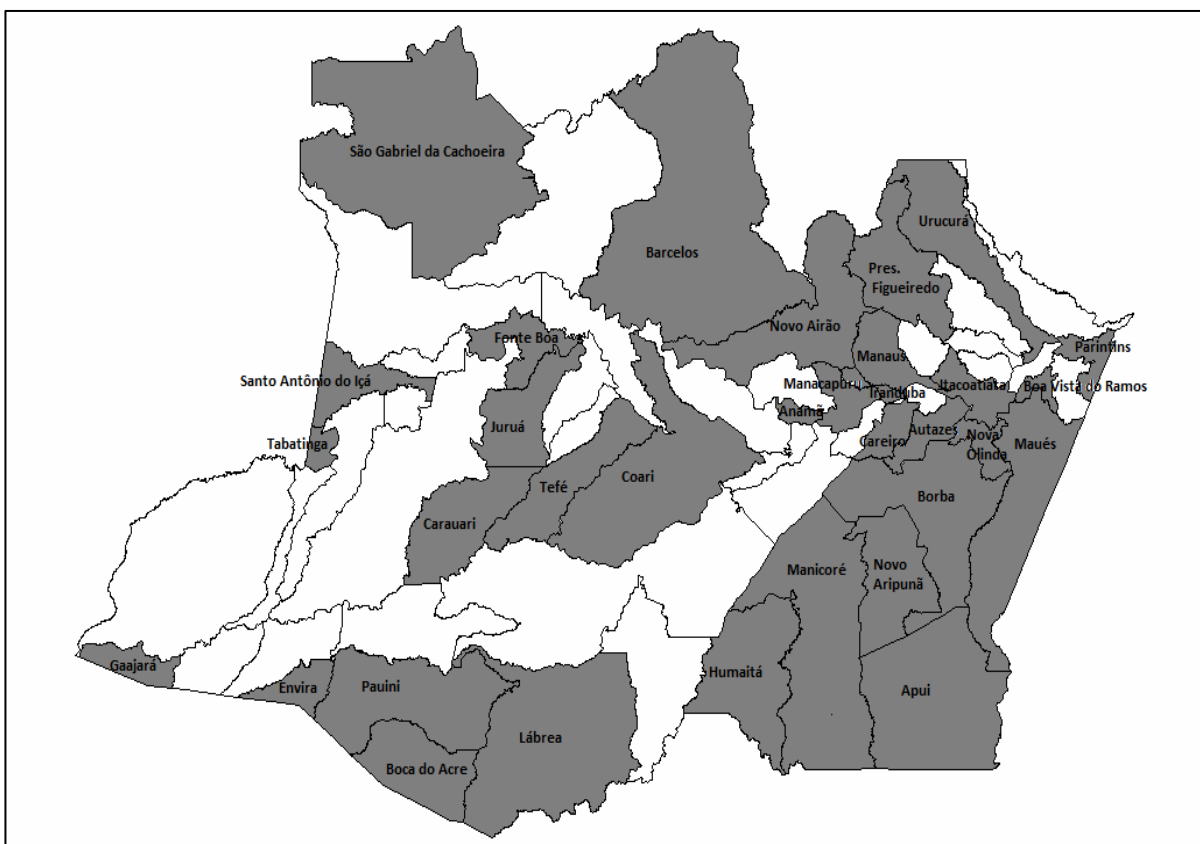 São Gabriel da Cachoeira
Urucurá
Barcelos
Pres.
Figueiredo
Novo Airão
Fonte Boa
Manaus
Parintins
Santo Antônio do Içá
Manacapuru
Iranduba
Itacoatiata
Boa Vista do Ramos
Anamã
Juruá
Tabatinga
Careiro
Autazes
Nova
Olinda
Maués
Coari
Tefé
Borba
Carauari
Manicoré
Novo
Aripunã
Gaajará
Envira
Pauini
Humaitá
Apui
Lábrea
Boca do Acre